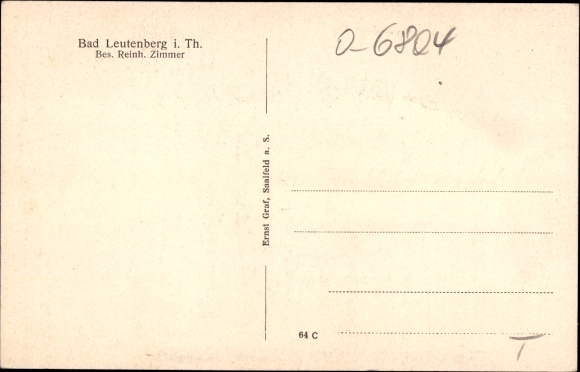 Bad Leutenberg i. Th.
Bes. Reinh. Zimmer
O-6804
Ernst Graf, Saalfeld a. S.
64 C
T